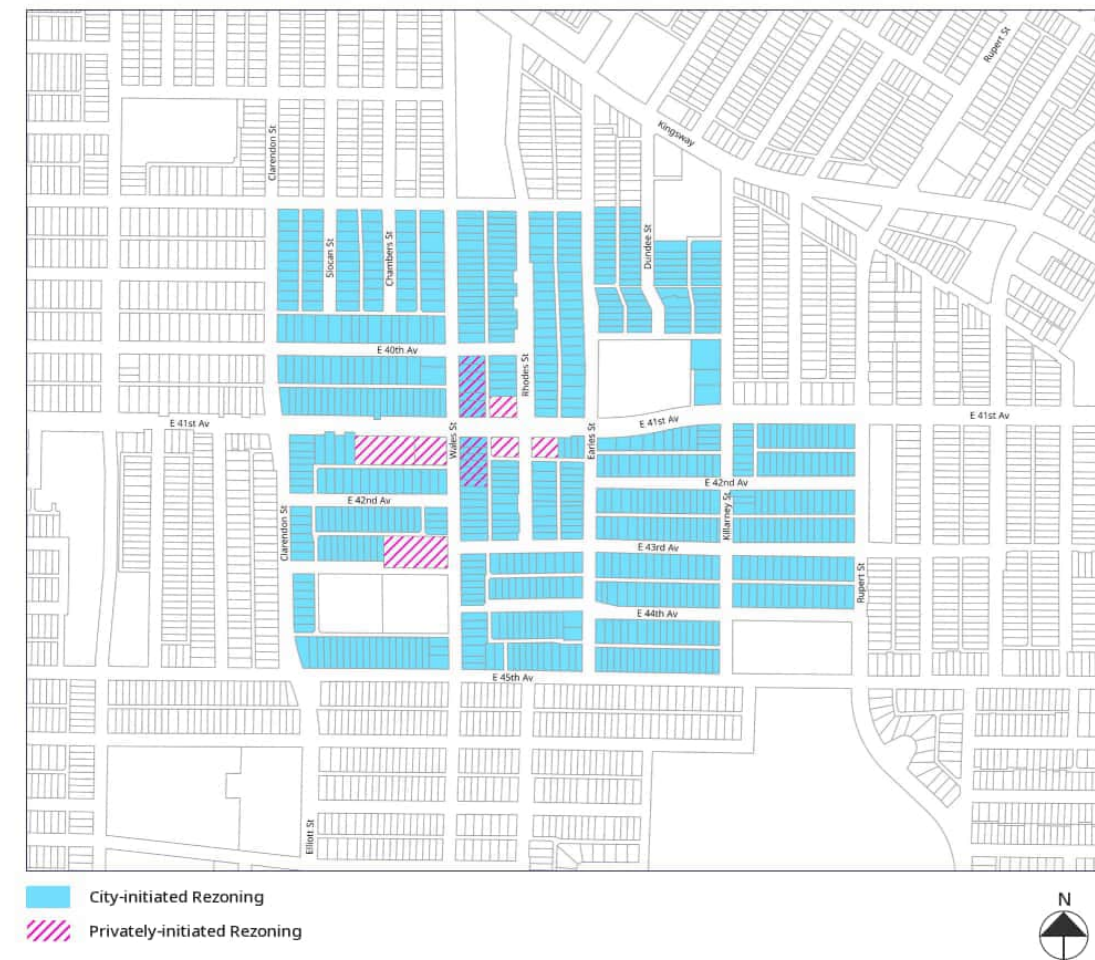 Rupert St
Kingsway
Clarendon St
Slocan St
Chambers St
Dundee St
E 40th Av
Rhodes St
E 41st Av
E 41st Av
E 41st Av
Wales St
Earles St
E 42nd Av
E 42nd Av
Killarney St
Clarendon St
E 43rd Av
Rupert St
E 44th Av
E 45th Av
Elliott St
City-initiated Rezoning
Privately-initiated Rezoning
N